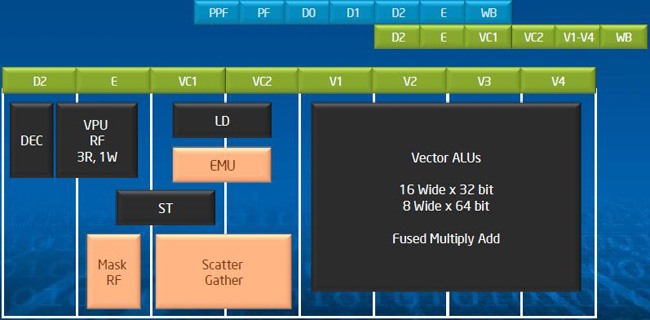 PPF PF D0 D1 D2 E WB
D2 E VC1 VC2 V1-V4 WB
D2 E VC1 VC2 V1 V2 V3 V4
DEC
VPU
RF
3R, 1W
LD
EMU
ST
Mask
RF
Scatter
Gather
Vector ALUs
16 Wide x 32 bit
8 Wide x 64 bit
Fused Multiply Add